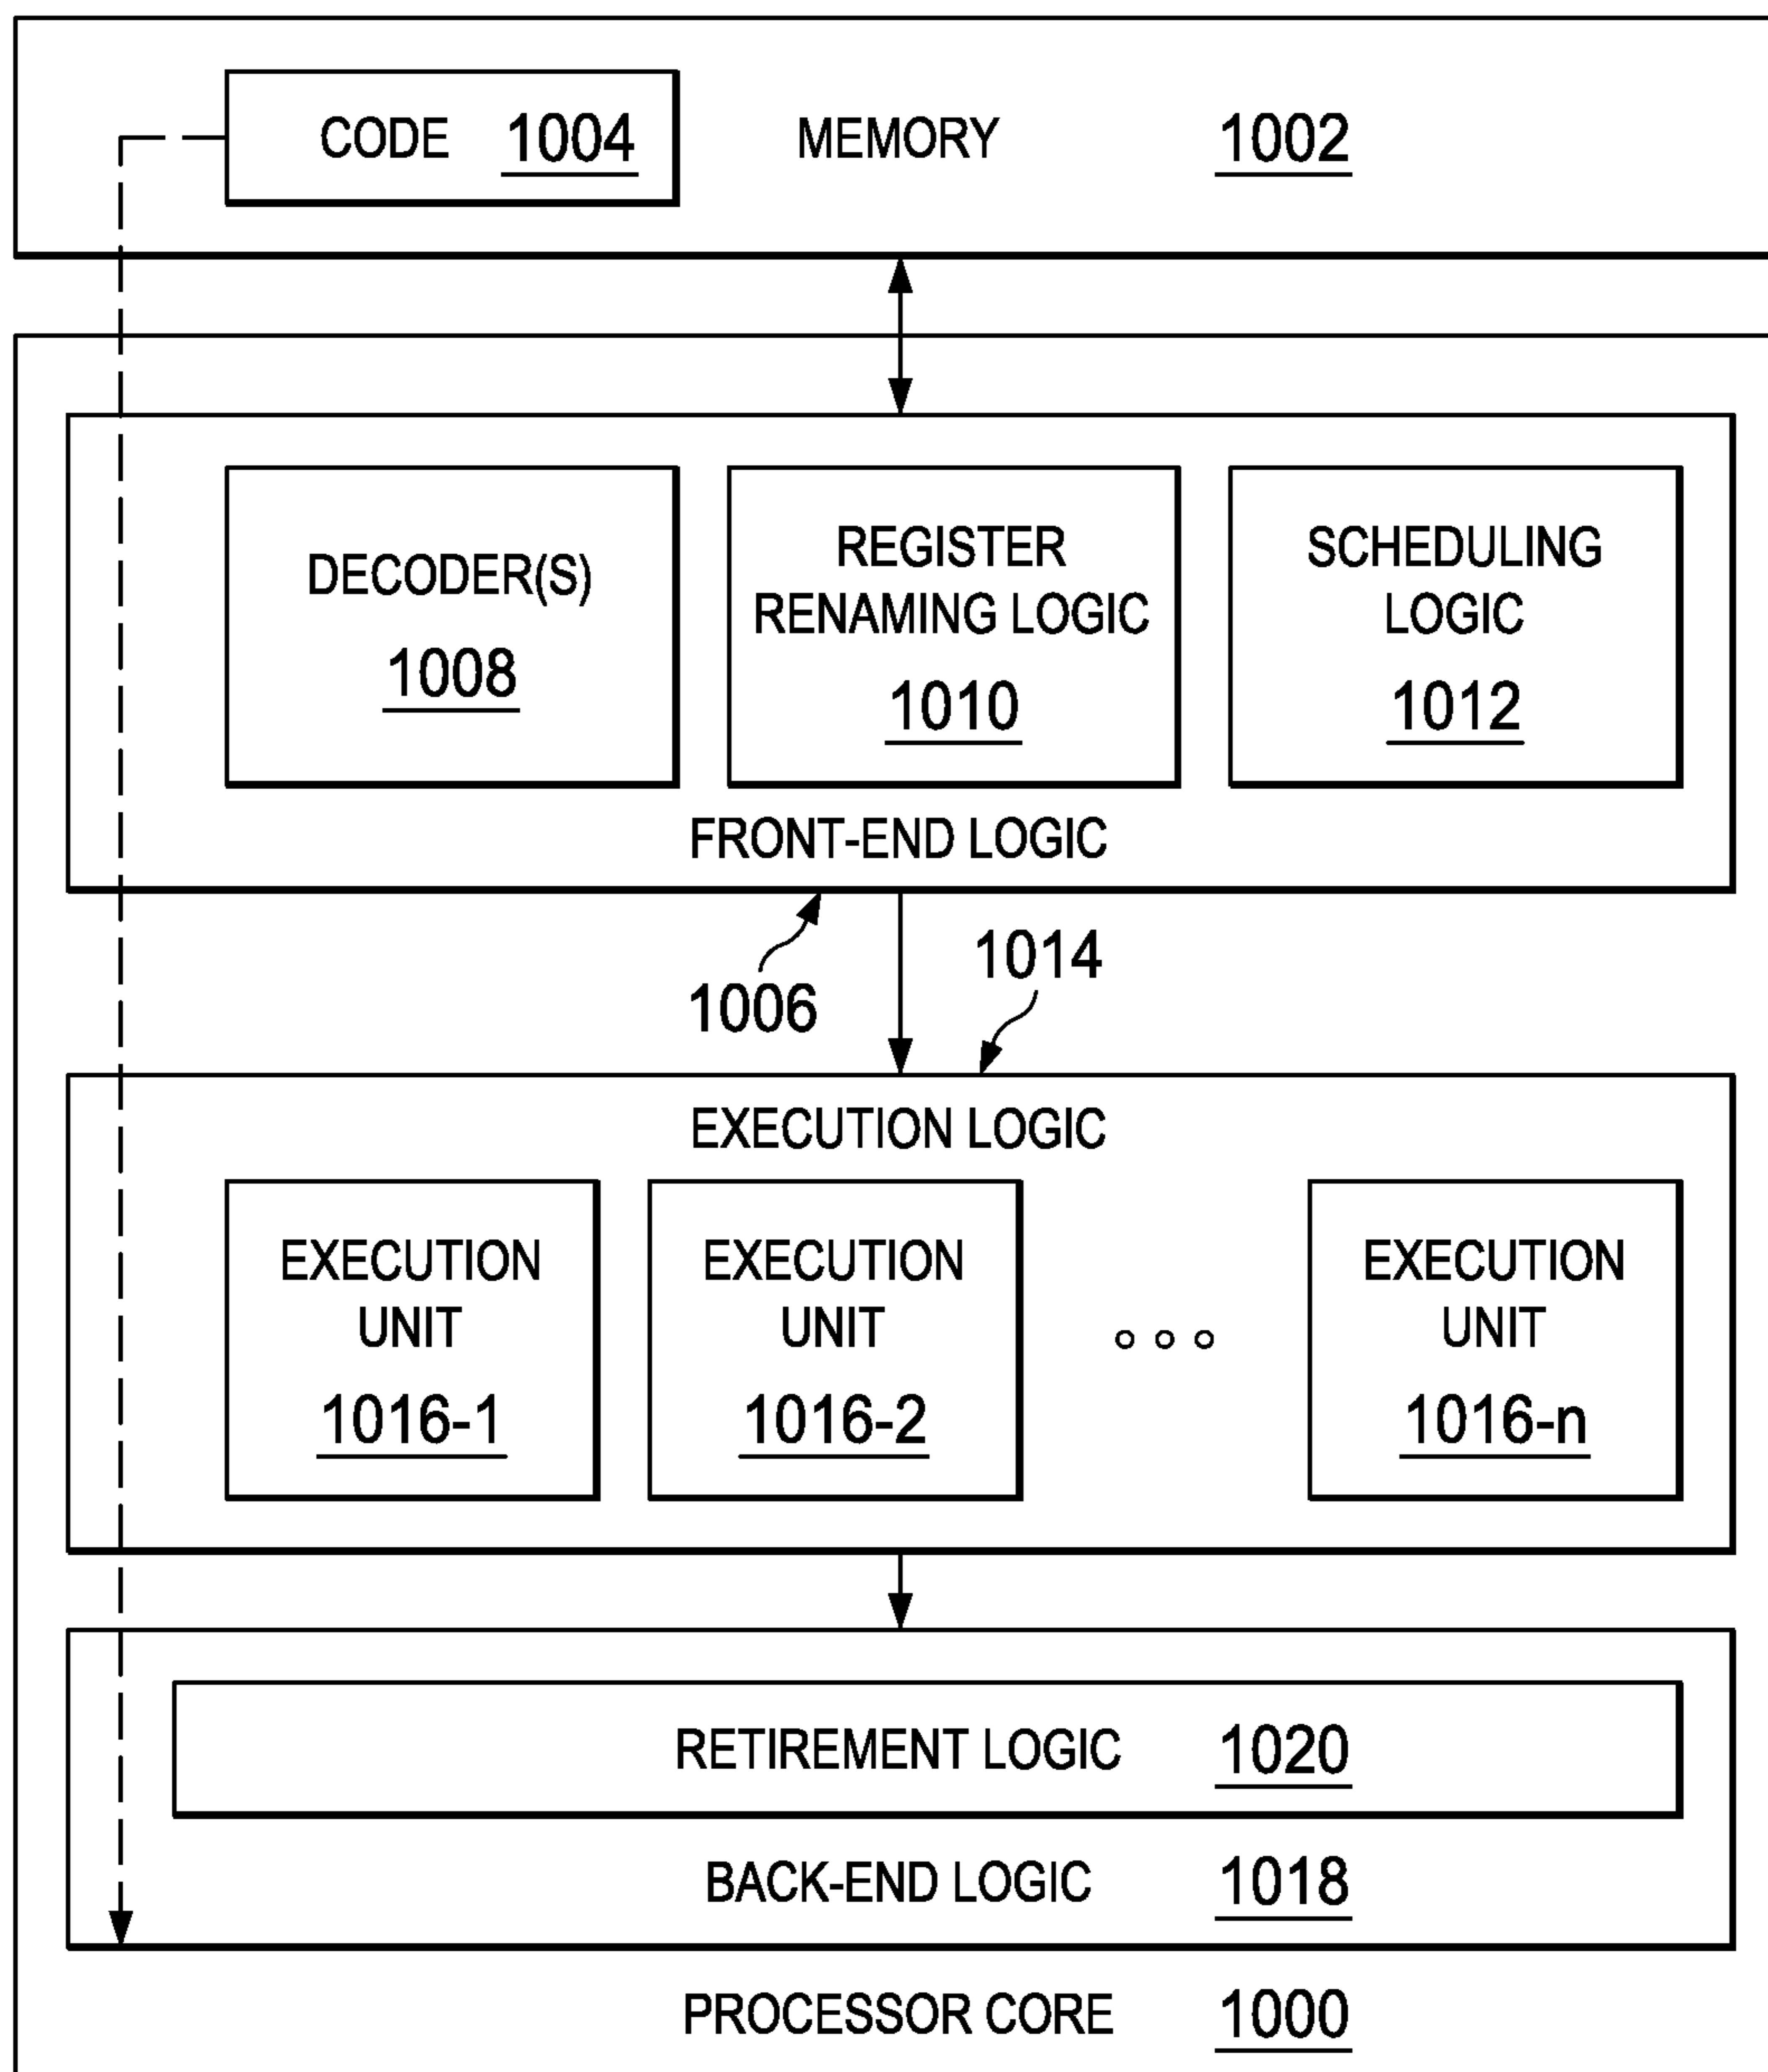 CODE 1004 MEMORY 1002
DECODER(S)
1008
REGISTER
RENAMING LOGIC
1010
SCHEDULING
LOGIC
1012
FRONT-END LOGIC
1006
1014
EXECUTION LOGIC
EXECUTION
UNIT
1016-1
EXECUTION
UNIT
1016-2
EXECUTION
UNIT
1016-n
RETIREMENT LOGIC 1020
BACK-END LOGIC 1018
PROCESSOR CORE 1000